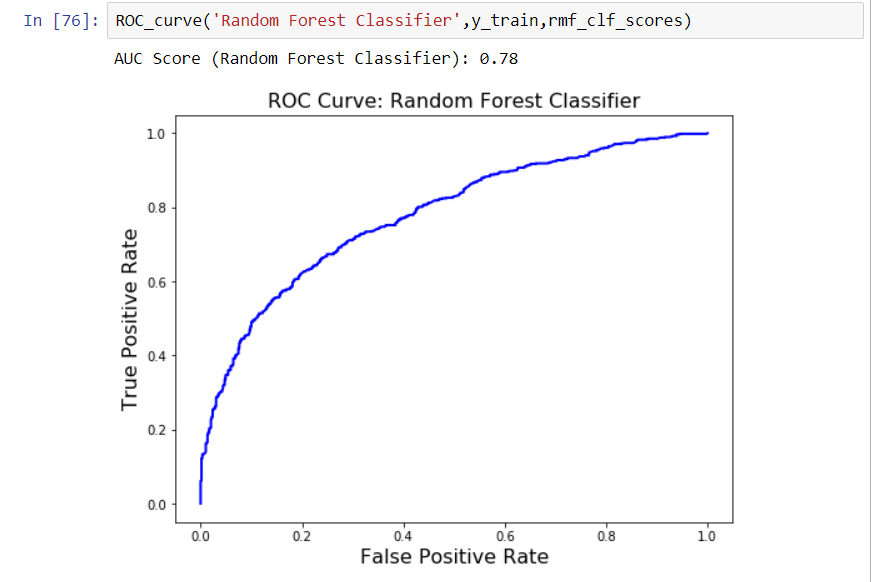 In [76]: ROC_curve('Random Forest Classifier',y_train,rmf_clf_scores)
AUC Score (Random Forest Classifier): 0.78
ROC Curve: Random Forest Classifier
1.0
0.8
0.6
0.4
0.2
0.0
True Positive Rate
0.0 0.2 0.4 0.6 0.8 1.0
False Positive Rate